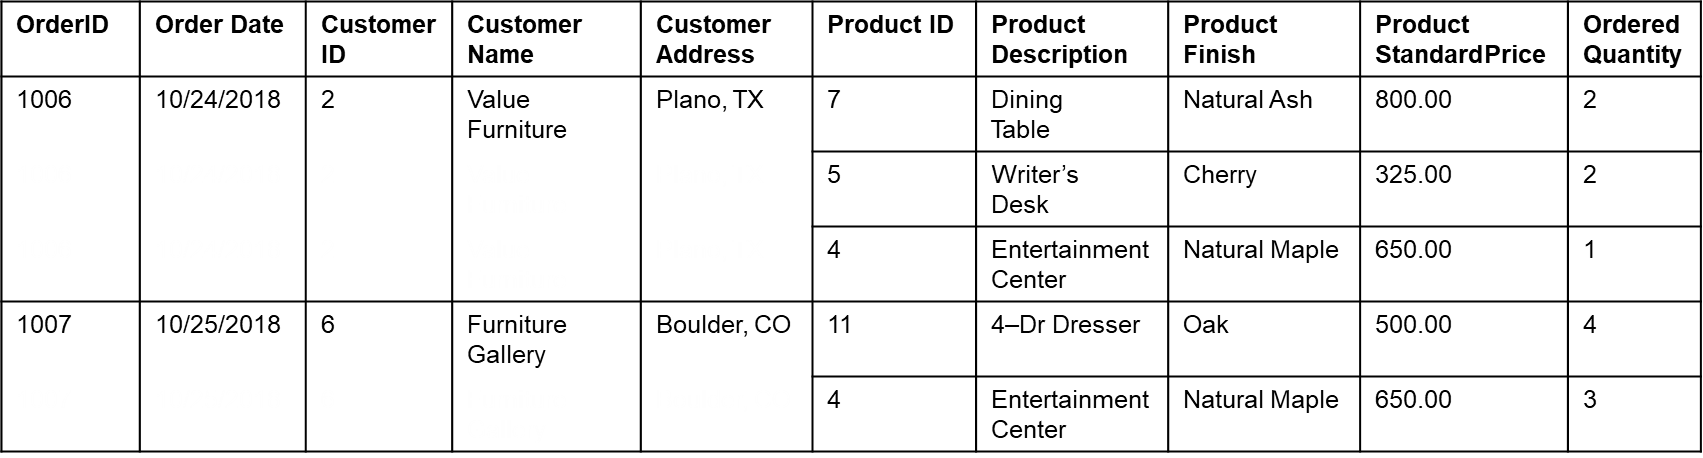 OrderID Order Date Customer ID Customer Name Customer Address Product ID Product Description Product Finish Product StandardPrice Ordered Quantity
1006 10/24/2018 2 Value Furniture Plano, TX 7 Dining Table Natural Ash 800.00 2
5 Writer’s Desk Cherry 325.00 2
4 Entertainment Center Natural Maple 650.00 1
1007 10/25/2018 6 Furniture Gallery Boulder, CO 11 4–Dr Dresser Oak 500.00 4
4 Entertainment Center Natural Maple 650.00 3